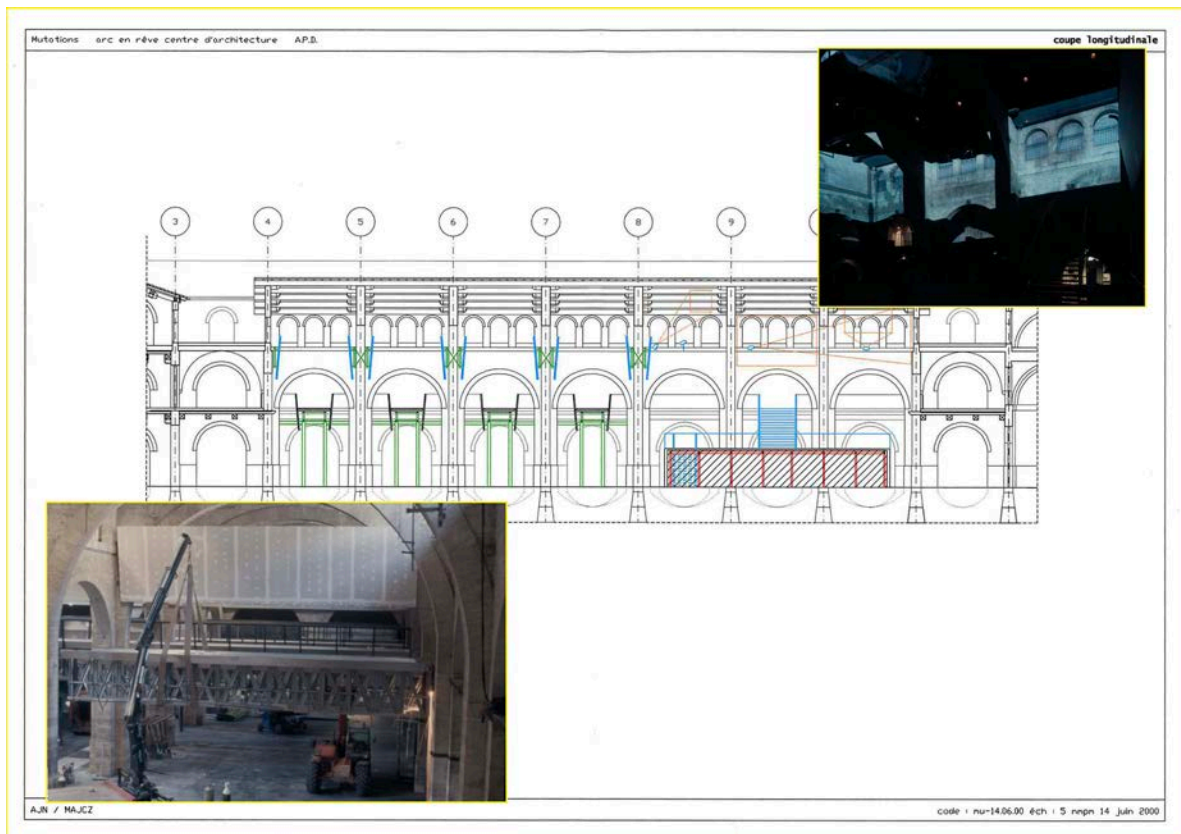 Mutations arc en rêve centre d'architecture A.P.D.
coupe longitudinale
3 4 5 6 7 8 9
AJN / MAJCZ
code : mu-14.06.00 éch : 5 mmpm 14 juin 2000